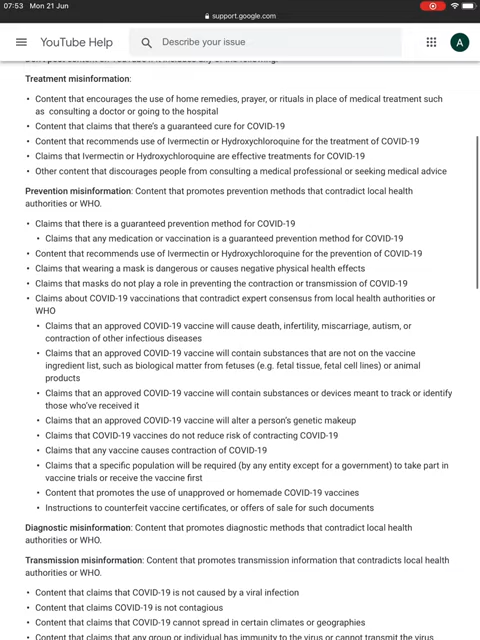 07:53 Mon 21 Jun
support.google.com
YouTube Help
Describe your issue
A
Treatment misinformation:
• Content that encourages the use of home remedies, prayer, or rituals in place of medical treatment such
as consulting a doctor or going to the hospital
• Content that claims that there's a guaranteed cure for COVID-19
• Content that recommends use of Ivermectin or Hydroxychloroquine for the treatment of COVID-19
• Claims that Ivermectin or Hydroxychloroquine are effective treatments for COVID-19
• Other content that discourages people from consulting a medical professional or seeking medical advice
Prevention misinformation: Content that promotes prevention methods that contradict local health
authorities or WHO.
• Claims that there is a guaranteed prevention method for COVID-19
• Claims that any medication or vaccination is a guaranteed prevention method for COVID-19
• Content that recommends use of Ivermectin or Hydroxychloroquine for the prevention of COVID-19
• Claims that wearing a mask is dangerous or causes negative physical health effects
• Claims that masks do not play a role in preventing the contraction or transmission of COVID-19
• Claims about COVID-19 vaccinations that contradict expert consensus from local health authorities or
WHO
• Claims that an approved COVID-19 vaccine will cause death, infertility, miscarriage, autism, or
contraction of other infectious diseases
• Claims that an approved COVID-19 vaccine will contain substances that are not on the vaccine
ingredient list, such as biological matter from fetuses (e.g. fetal tissue, fetal cell lines) or animal
products
• Claims that an approved COVID-19 vaccine will contain substances or devices meant to track or identify
those who've received it
• Claims that an approved COVID-19 vaccine will alter a person's genetic makeup
• Claims that COVID-19 vaccines do not reduce risk of contracting COVID-19
• Claims that any vaccine causes contraction of COVID-19
• Claims that a specific population will be required (by any entity except for a government) to take part in
vaccine trials or receive the vaccine first
• Content that promotes the use of unapproved or homemade COVID-19 vaccines
• Instructions to counterfeit vaccine certificates, or offers of sale for such documents
Diagnostic misinformation: Content that promotes diagnostic methods that contradict local health
authorities or WHO.
Transmission misinformation: Content that promotes transmission information that contradicts local health
authorities or WHO.
• Content that claims that COVID-19 is not caused by a viral infection
• Content that claims COVID-19 is not contagious
• Content that claims that COVID-19 cannot spread in certain climates or geographies
• Content that claims that any group or individual has immunity to the virus or cannot transmit the virus